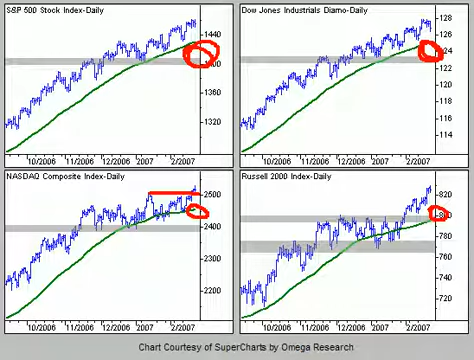 S&P 500 Stock Index-Daily
1440
1400
1360
1320
10/2006 11/2006 12/2006 2007 2/2007
Dow Jones Industrials Diamo-Daily
128
126
124
122
120
118
116
114
10/2006 11/2006 12/2006 2007 2/2007
NASDAQ Composite Index-Daily
2500
2400
2300
2200
10/2006 11/2006 12/2006 2007 2/2007
Russell 2000 Index-Daily
820
800
780
760
740
720
10/2006 11/2006 12/2006 2007 2/2007
Chart Courtesy of SuperCharts by Omega Research